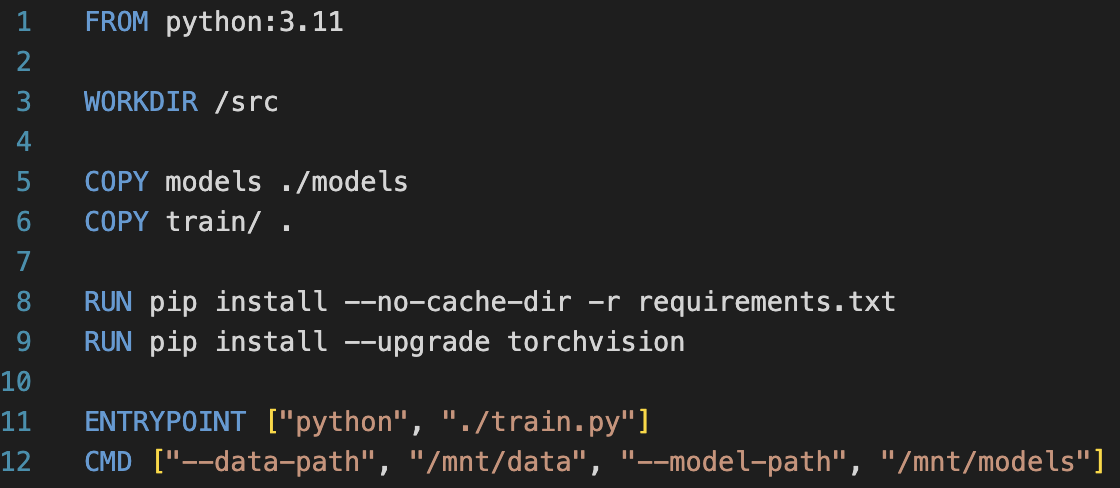 1 FROM python:3.11
2
3 WORKDIR /src
4
5 COPY models ./models
6 COPY train/ .
7
8 RUN pip install --no-cache-dir -r requirements.txt
9 RUN pip install --upgrade torchvision
10
11 ENTRYPOINT ["python", "./train.py"]
12 CMD ["--data-path", "/mnt/data", "--model-path", "/mnt/models"]